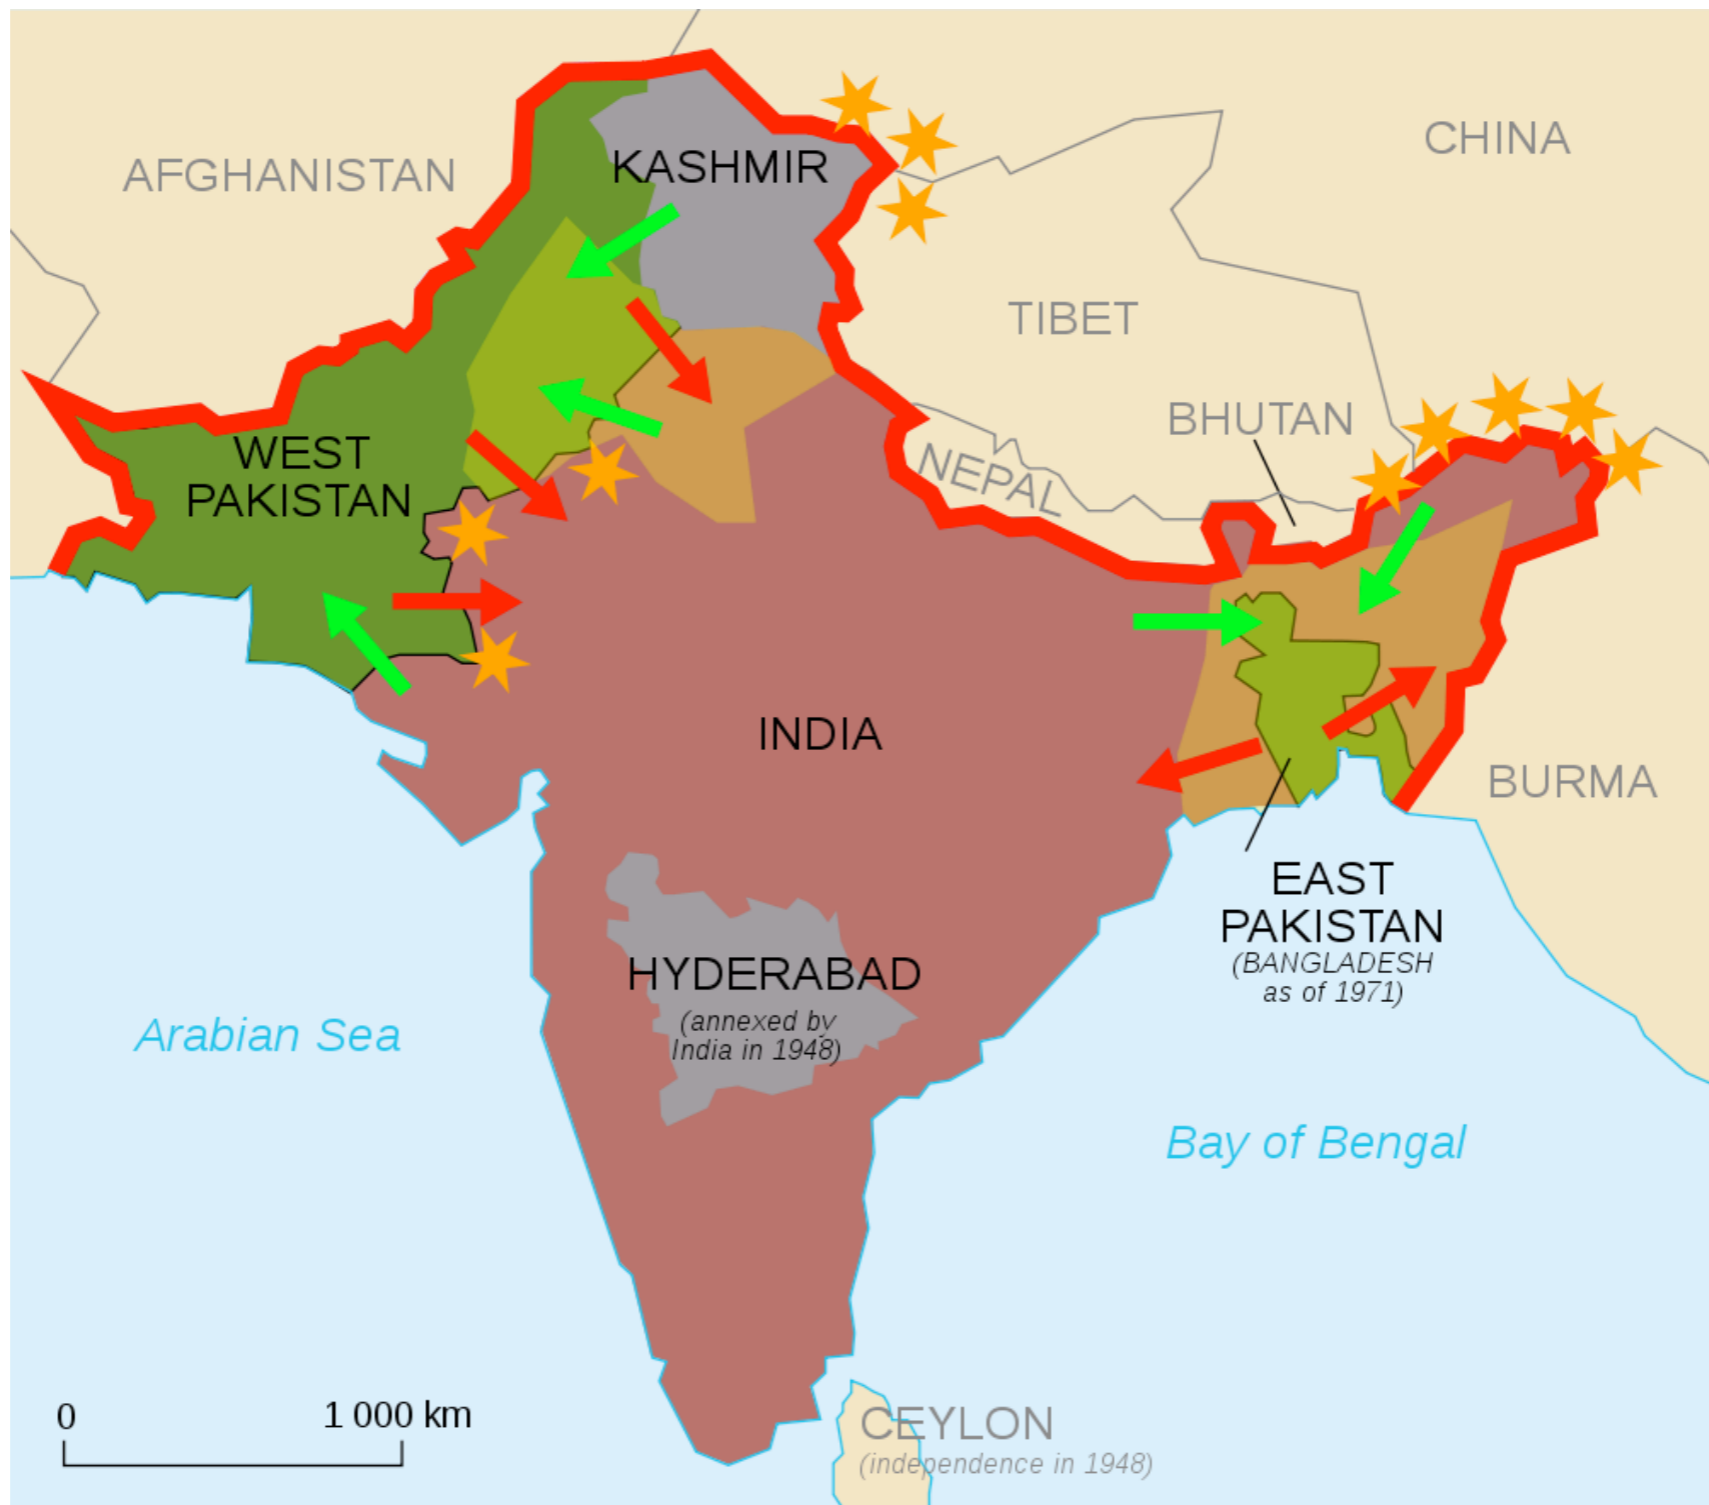 KASHMIR
CHINA
AFGHANISTAN
TIBET
BHUTAN
NEPAL
WEST
PAKISTAN
INDIA
BURMA
EAST
PAKISTAN
(BANGLADESH
as of 1971)
HYDERABAD
(annexed by
India in 1948)
Arabian Sea
Bay of Bengal
0
1 000 km
CEYLON
(independence in 1948)